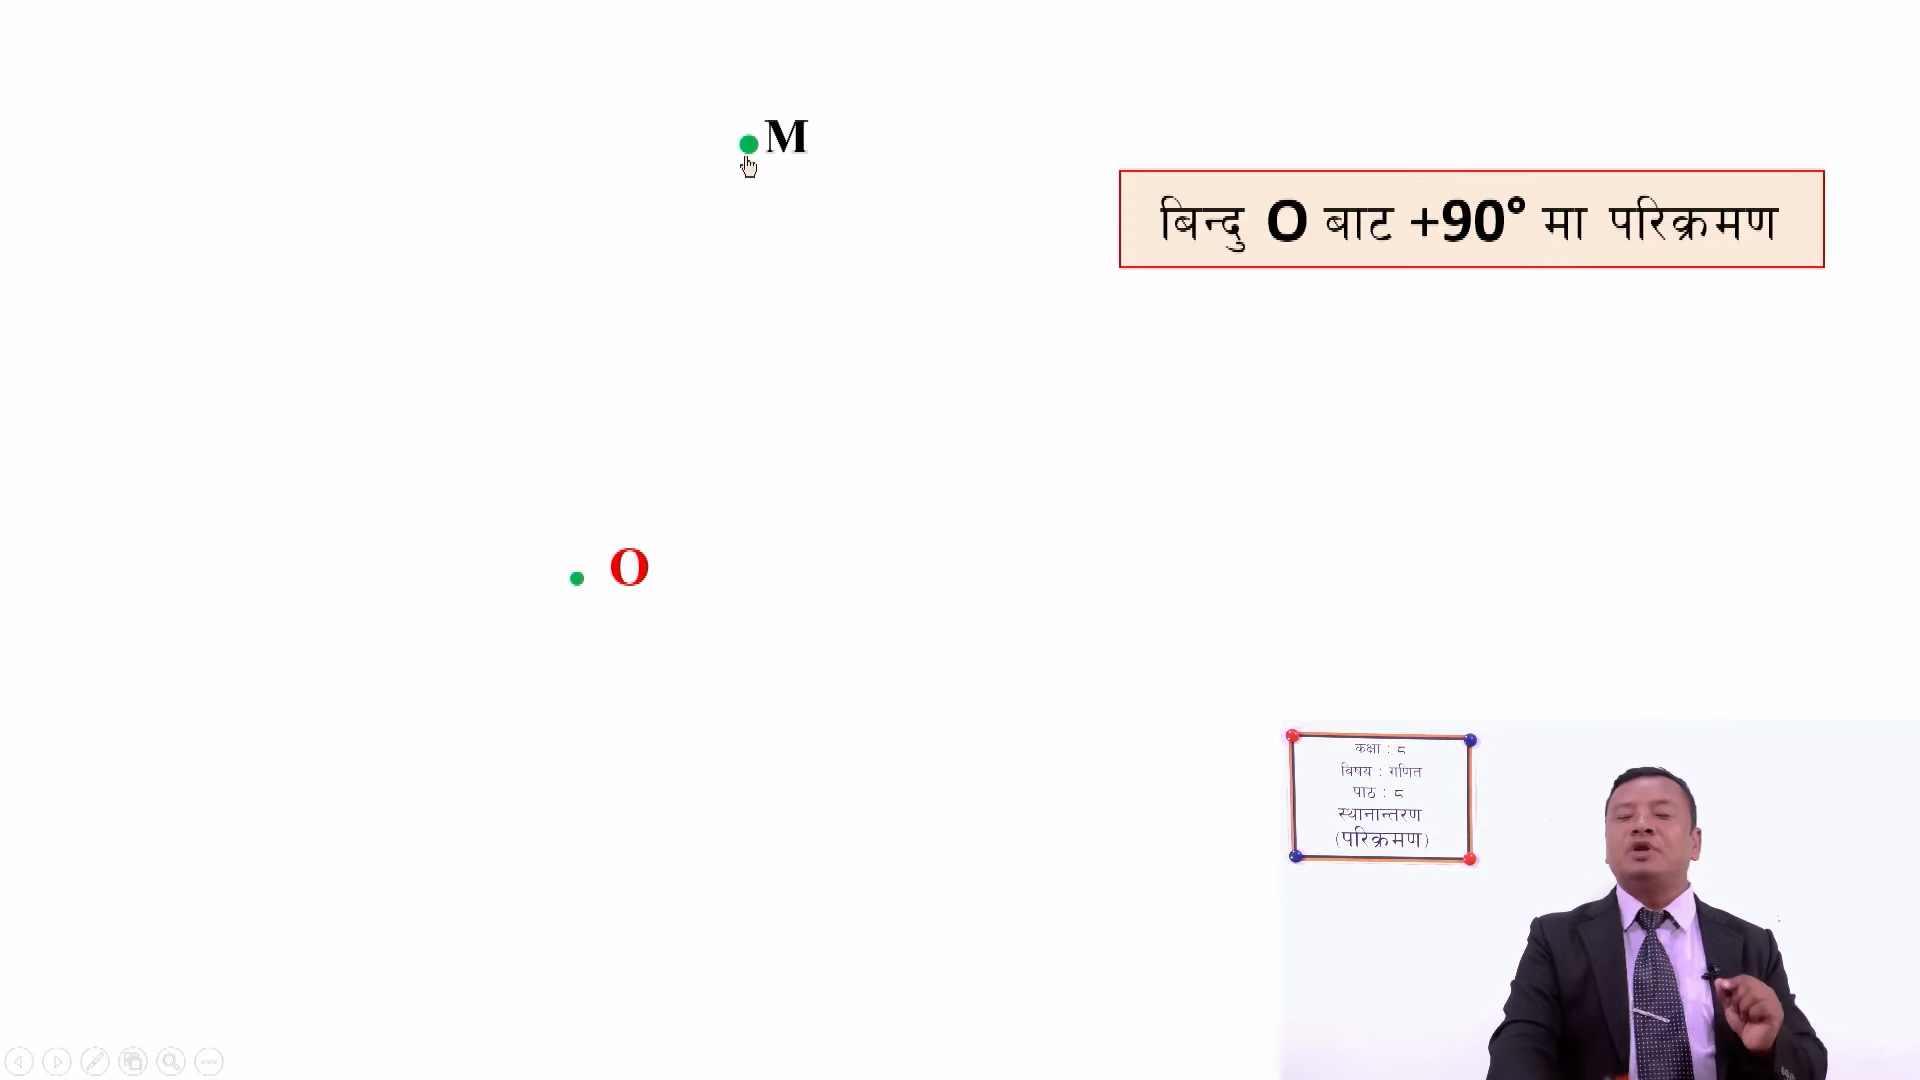 M
बिन्दु O बाट +90° मा परिक्रमण
O
कक्षा : ८
विषय : गणित
पाठ : ८
स्थानान्तरण
(परिक्रमण)